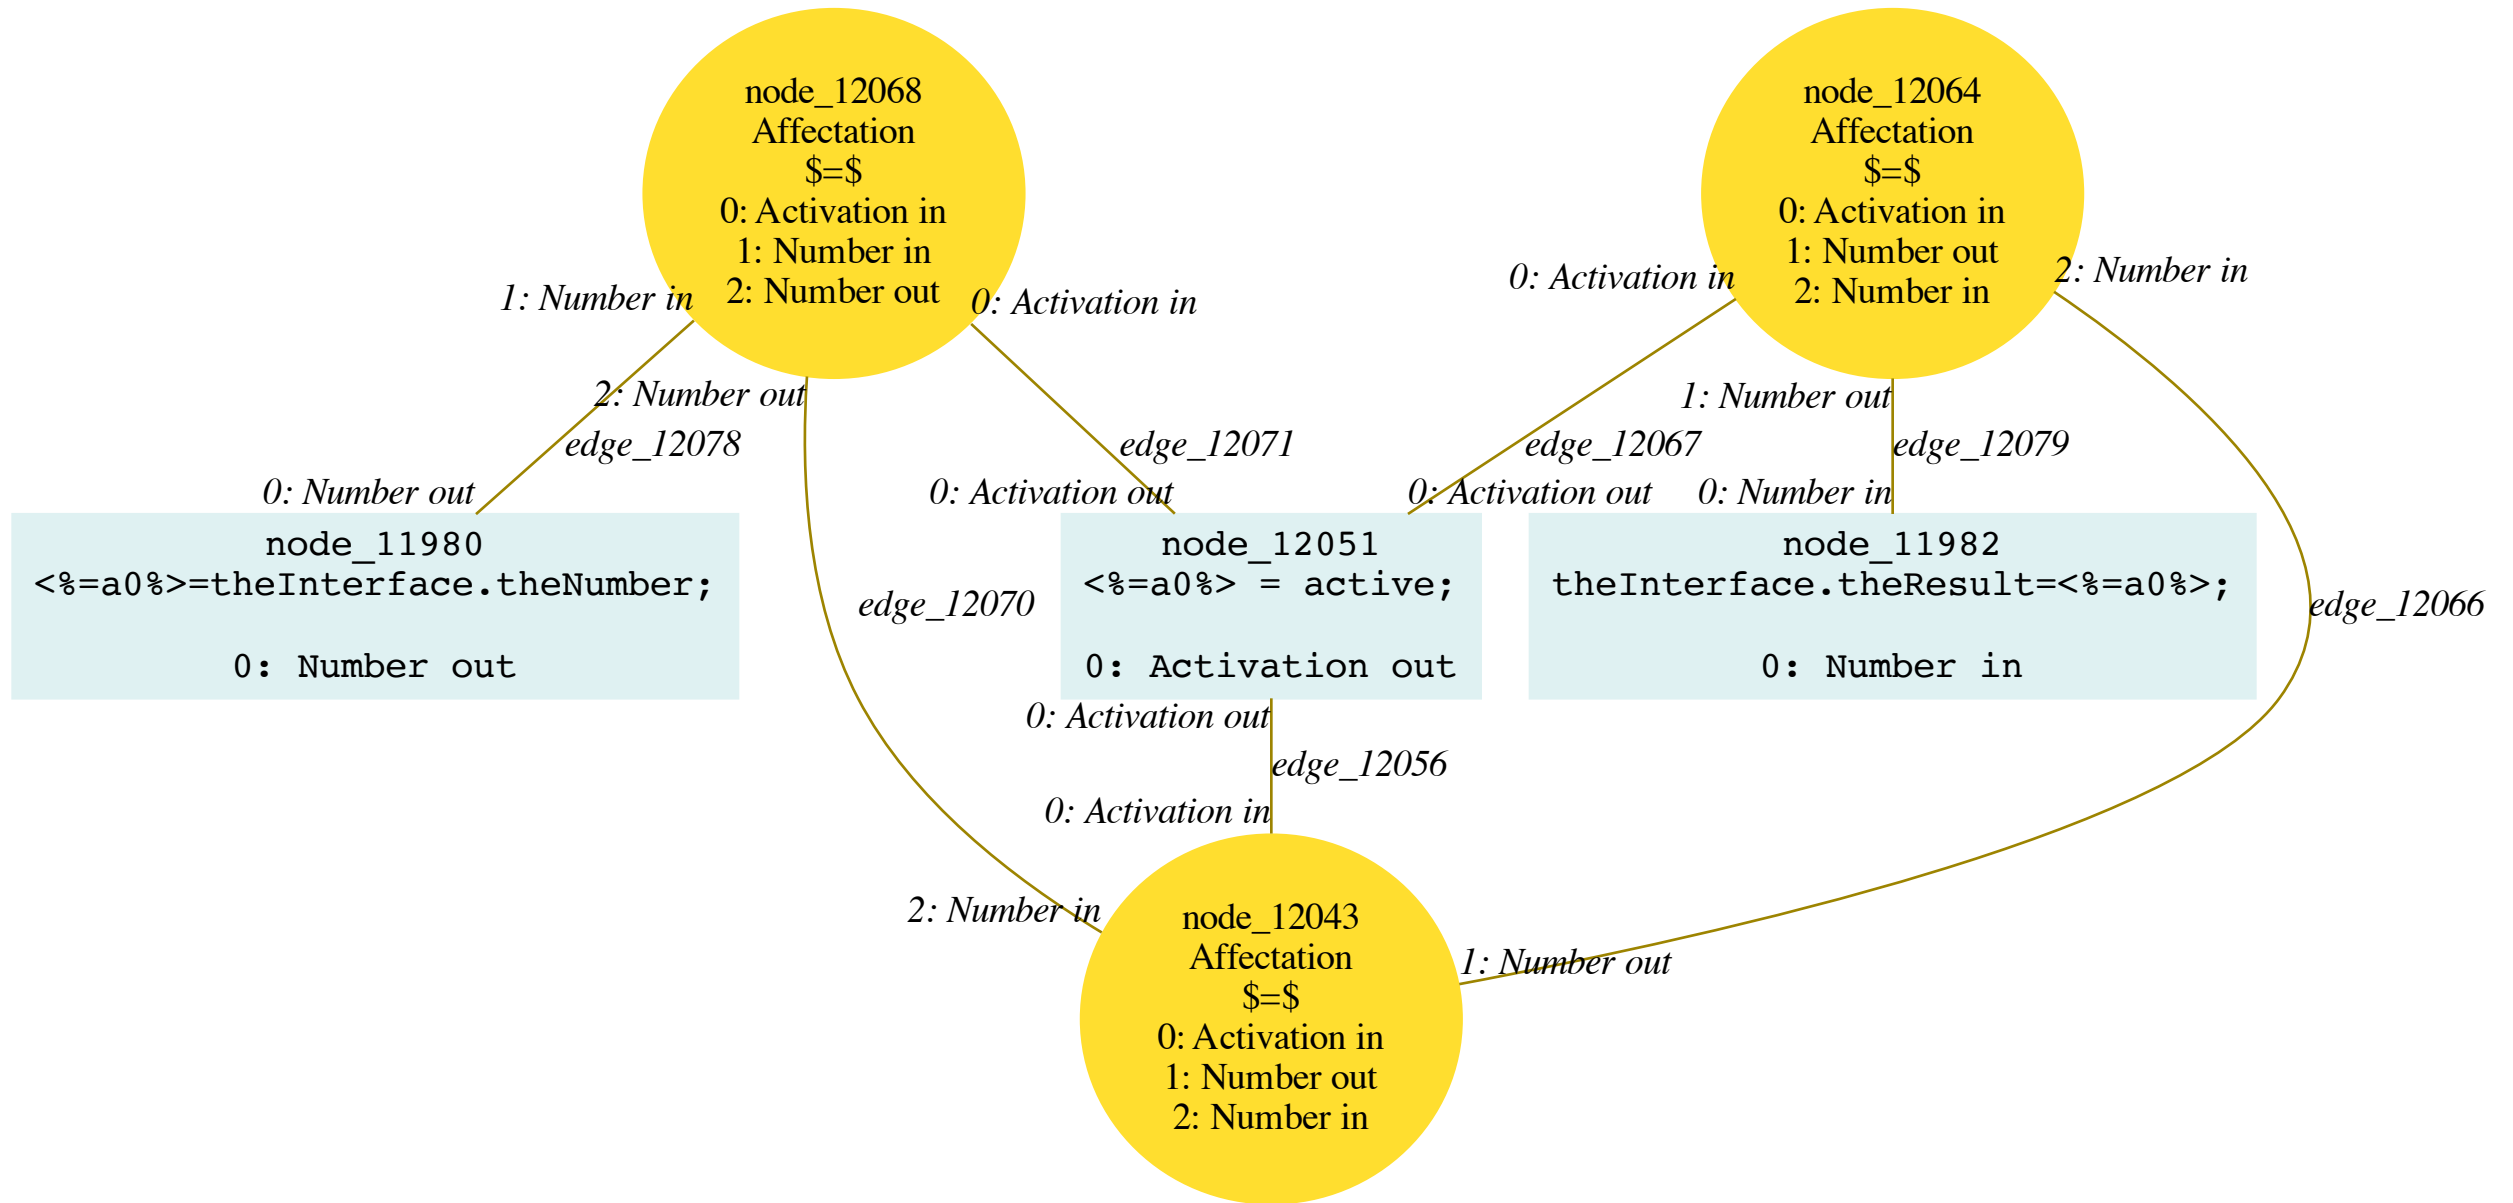 node_12068
Affectation
$=$
0: Activation in
1: Number in
2: Number out
node_12064
Affectation
$=$
0: Activation in
1: Number out
2: Number in
1: Number in
0: Activation in
0: Activation in
2: Number in
2: Number out
1: Number out
edge_12078
edge_12071
edge_12067
edge_12079
0: Number out
0: Activation out
0: Activation out
0: Number in
node_11980
<%=a0%>=theInterface.theNumber;
0: Number out
node_12051
<%=a0%> = active;
0: Activation out
node_11982
theInterface.theResult=<%=a0%>;
0: Number in
edge_12070
edge_12066
0: Activation out
edge_12056
0: Activation in
2: Number in
1: Number out
node_12043
Affectation
$=$
0: Activation in
1: Number out
2: Number in